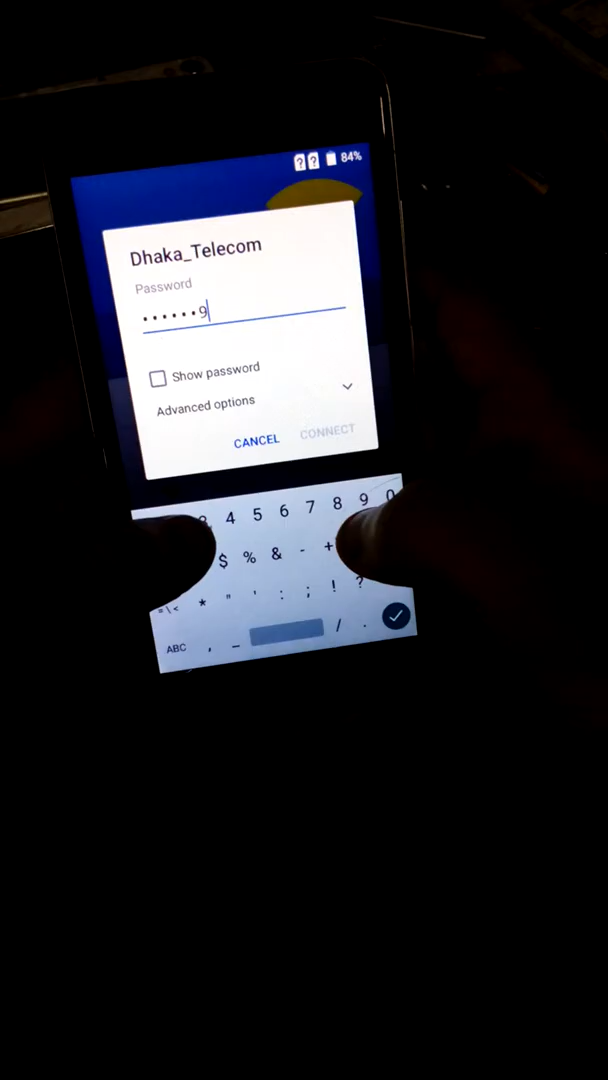 84%
Dhaka_Telecom
Password
••••••9
Show password
Advanced options
CANCEL CONNECT
4 5 6 7 8 9 0
$ % & - +
=\< * " ' : ; ! ?
ABC , _ / .